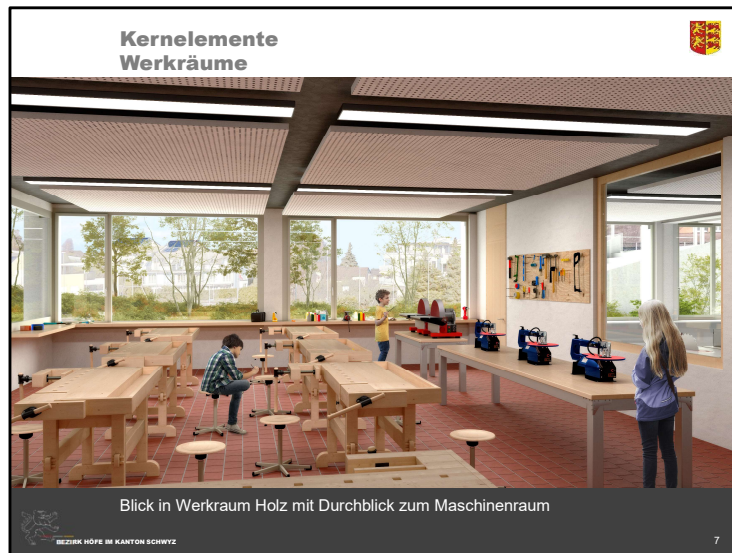 Kernelemente
Werkräume
Blick in Werkraum Holz mit Durchblick zum Maschinenraum
BEZIRK HÖFE IM KANTON SCHWYZ
7